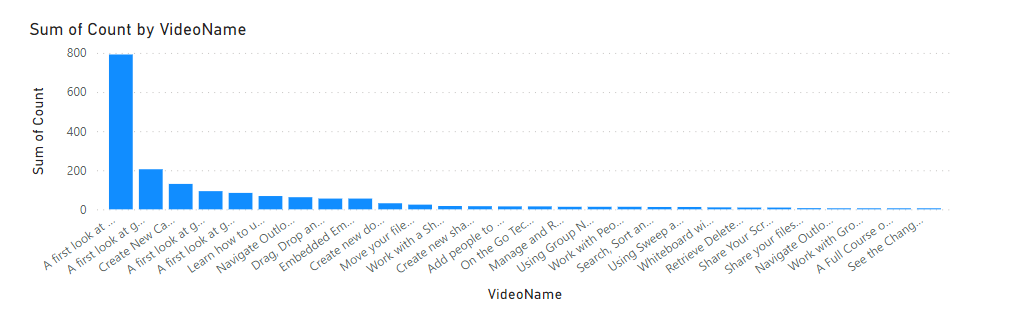 Sum of Count by VideoName
800
600
400
200
0
Sum of Count
A first look at ...
A first look at g...
Create New Ca...
A first look at g...
A first look at g...
Learn how to u...
Navigate Outlo...
Drag, Drop an...
Embedded Em...
Create new do...
Move your file...
Work with a Sh...
Create new sha...
Add people to ...
On the Go Tec...
Manage and R...
Using Group N...
Work with Peo...
Search, Sort an...
Using Sweep a...
Whiteboard wi...
Retrieve Delete...
Share Your Scr...
Share your files...
Navigate Outlo...
Work with Gro...
A Full Course o...
See the Chang...
VideoName